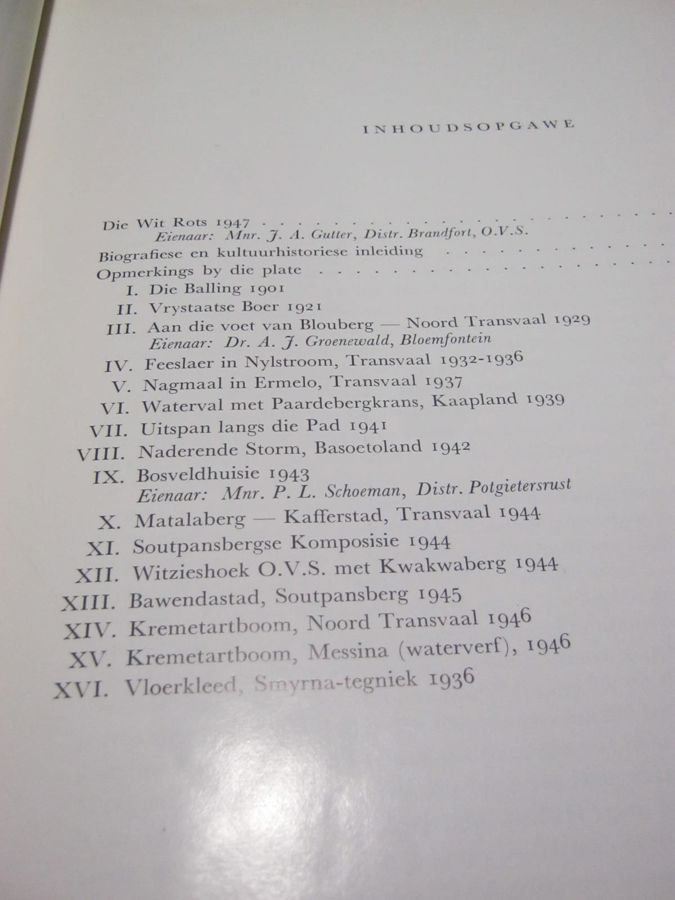 INHOUDSOPGAWE
Die Wit Rots 1947 . . . . . . . . . . . . . . . . . . . . . . . . . . .
Eienaar: Mnr. J. A. Gutter, Distr. Brandfort, O.V.S.
Biografiese en kultuurhistoriese inleiding . . . . . . . . . . . . .
Opmerkings by die plate . . . . . . . . . . . . . . . . . . . . .
I. Die Balling 1901
II. Vrystaatse Boer 1921
III. Aan die voet van Blouberg — Noord Transvaal 1929
Eienaar: Dr. A. J. Groenewald, Bloemfontein
IV. Feeslaer in Nylstroom, Transvaal 1932-1936
V. Nagmaal in Ermelo, Transvaal 1937
VI. Waterval met Paardebergkrans, Kaapland 1939
VII. Uitspan langs die Pad 1941
VIII. Naderende Storm, Basoetoland 1942
IX. Bosveldhuisie 1943
Eienaar: Mnr. P. L. Schoeman, Distr. Potgietersrust
X. Matalaberg — Kafferstad, Transvaal 1944
XI. Soutpansbergse Komposisie 1944
XII. Witzieshoek O.V.S. met Kwakwaberg 1944
XIII. Bawendastad, Soutpansberg 1945
XIV. Kremetartboom, Noord Transvaal 1946
XV. Kremetartboom, Messina (waterverf), 1946
XVI. Vloerkleed, Smyrna-tegniek 1936